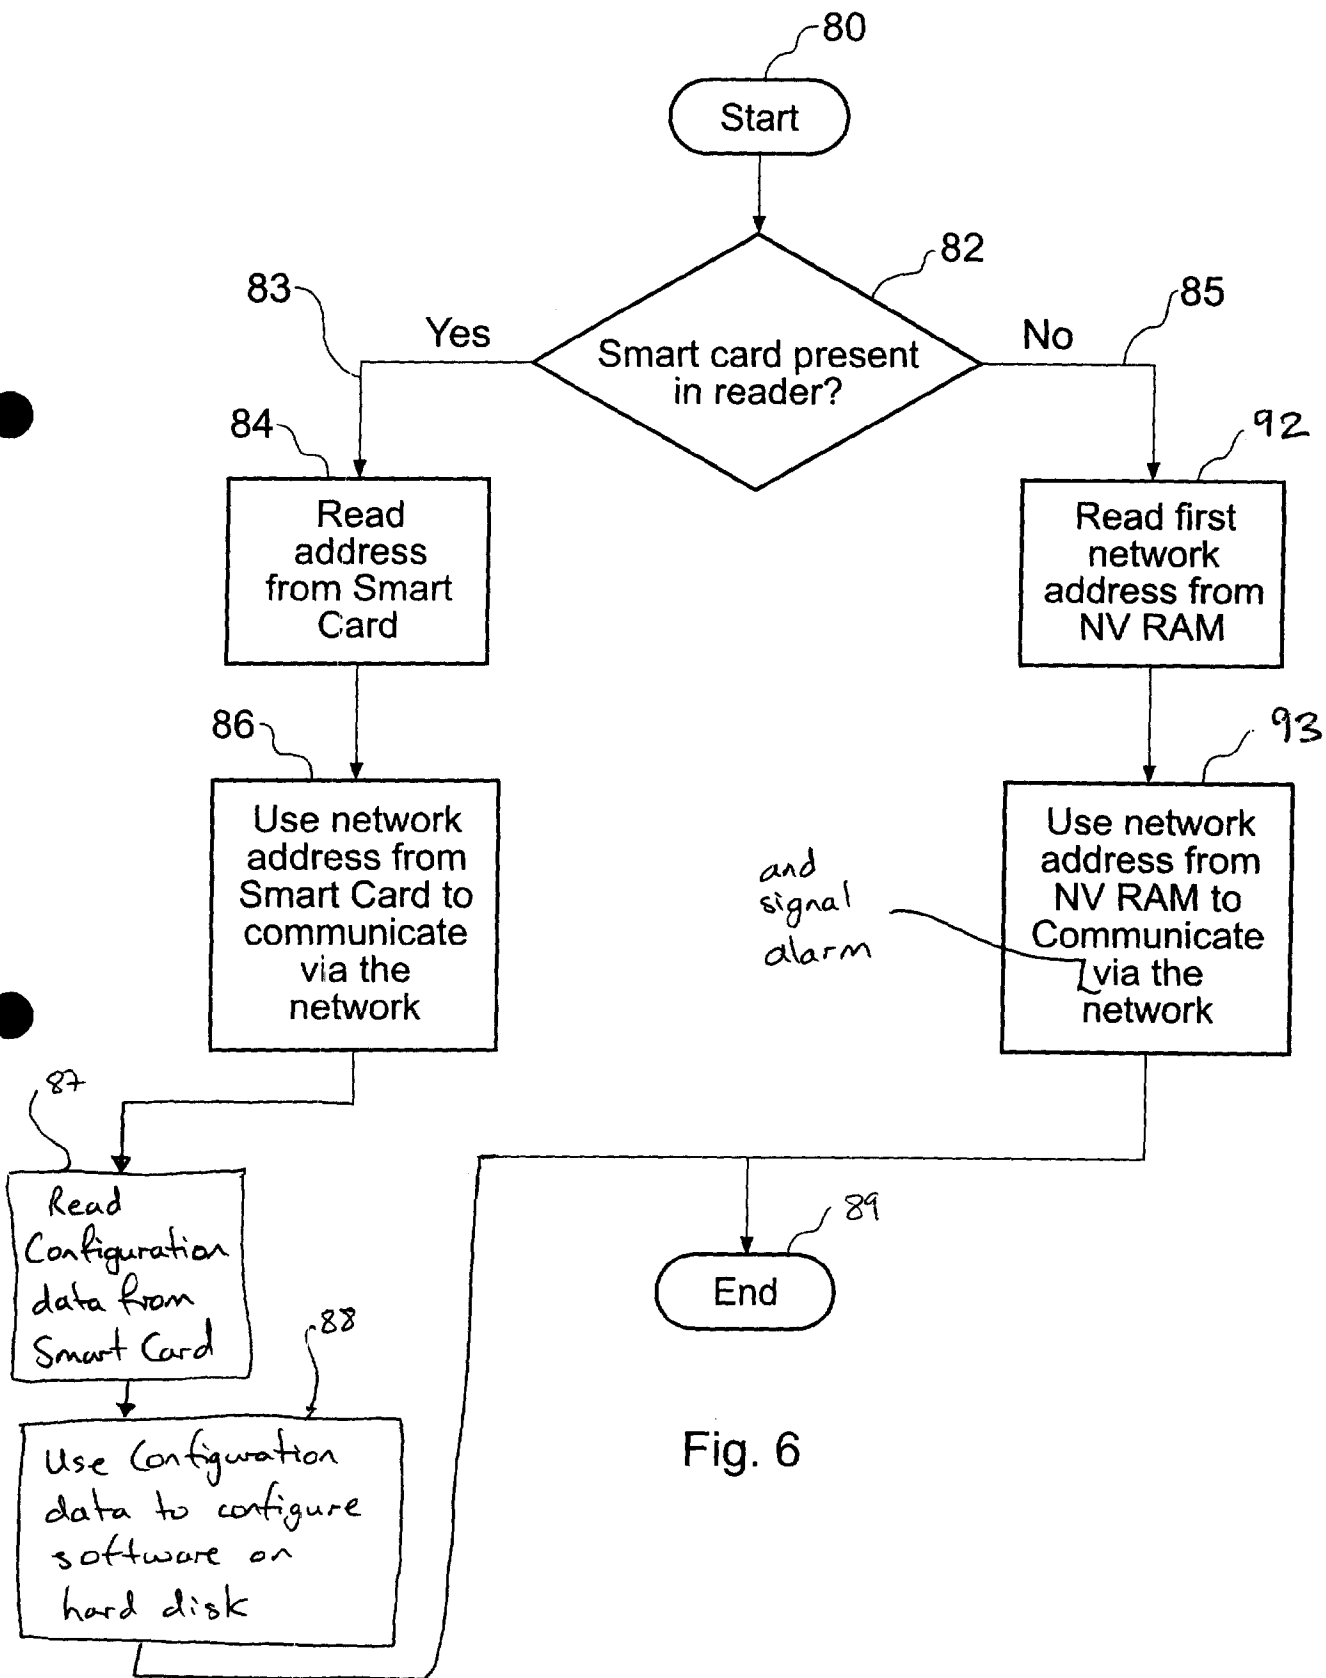 80
Start
82
83
85
Yes
No
Smart card present
in reader?
84
92
Read
address
from Smart
Card
Read first
network
address from
NV RAM
86
93
Use network
address from
Smart Card to
communicate
via the
network
and
signal
alarm
Use network
address from
NV RAM to
Communicate
via the
network
87
Read
Configuration
data from
Smart Card
89
End
88
Use Configuration
data to configure
software on
hard disk
Fig. 6